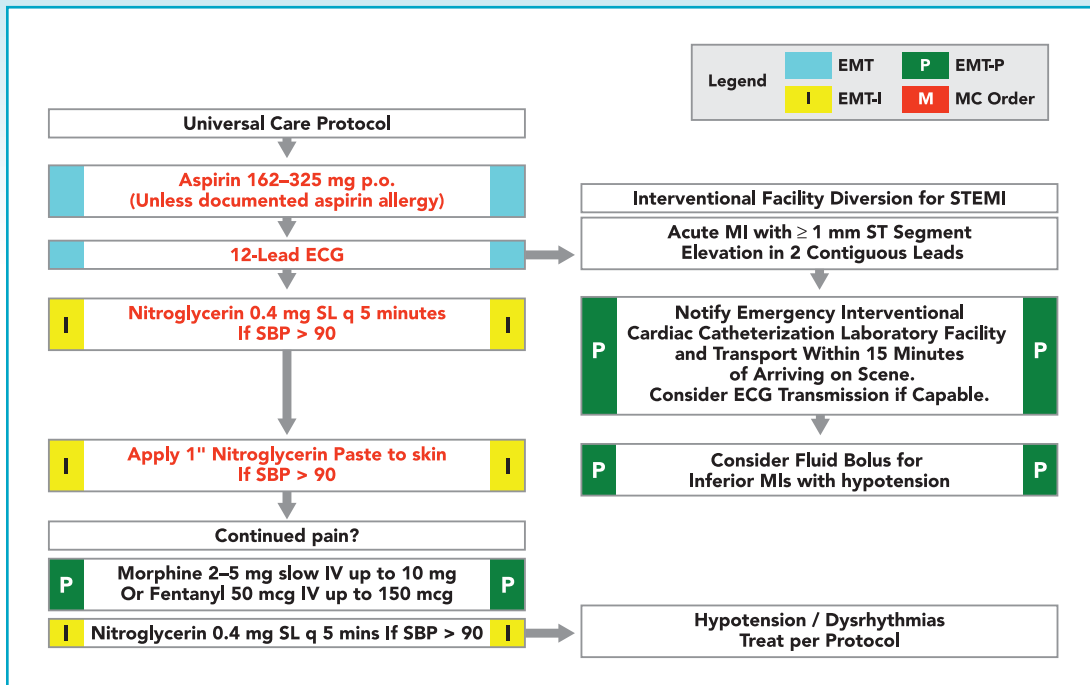 Legend
EMT
P EMT-P
I EMT-I
M MC Order
Universal Care Protocol
Aspirin 162–325 mg p.o.
(Unless documented aspirin allergy)
12-Lead ECG
I Nitroglycerin 0.4 mg SL q 5 minutes I
If SBP > 90
I Apply 1" Nitroglycerin Paste to skin I
If SBP > 90
Continued pain?
P Morphine 2–5 mg slow IV up to 10 mg P
Or Fentanyl 50 mcg IV up to 150 mcg
I Nitroglycerin 0.4 mg SL q 5 mins If SBP > 90 I
Interventional Facility Diversion for STEMI
Acute MI with ≥ 1 mm ST Segment
Elevation in 2 Contiguous Leads
Notify Emergency Interventional
Cardiac Catheterization Laboratory Facility
P and Transport Within 15 Minutes P
of Arriving on Scene.
Consider ECG Transmission if Capable.
P Consider Fluid Bolus for P
Inferior MIs with hypotension
Hypotension / Dysrhythmias
Treat per Protocol